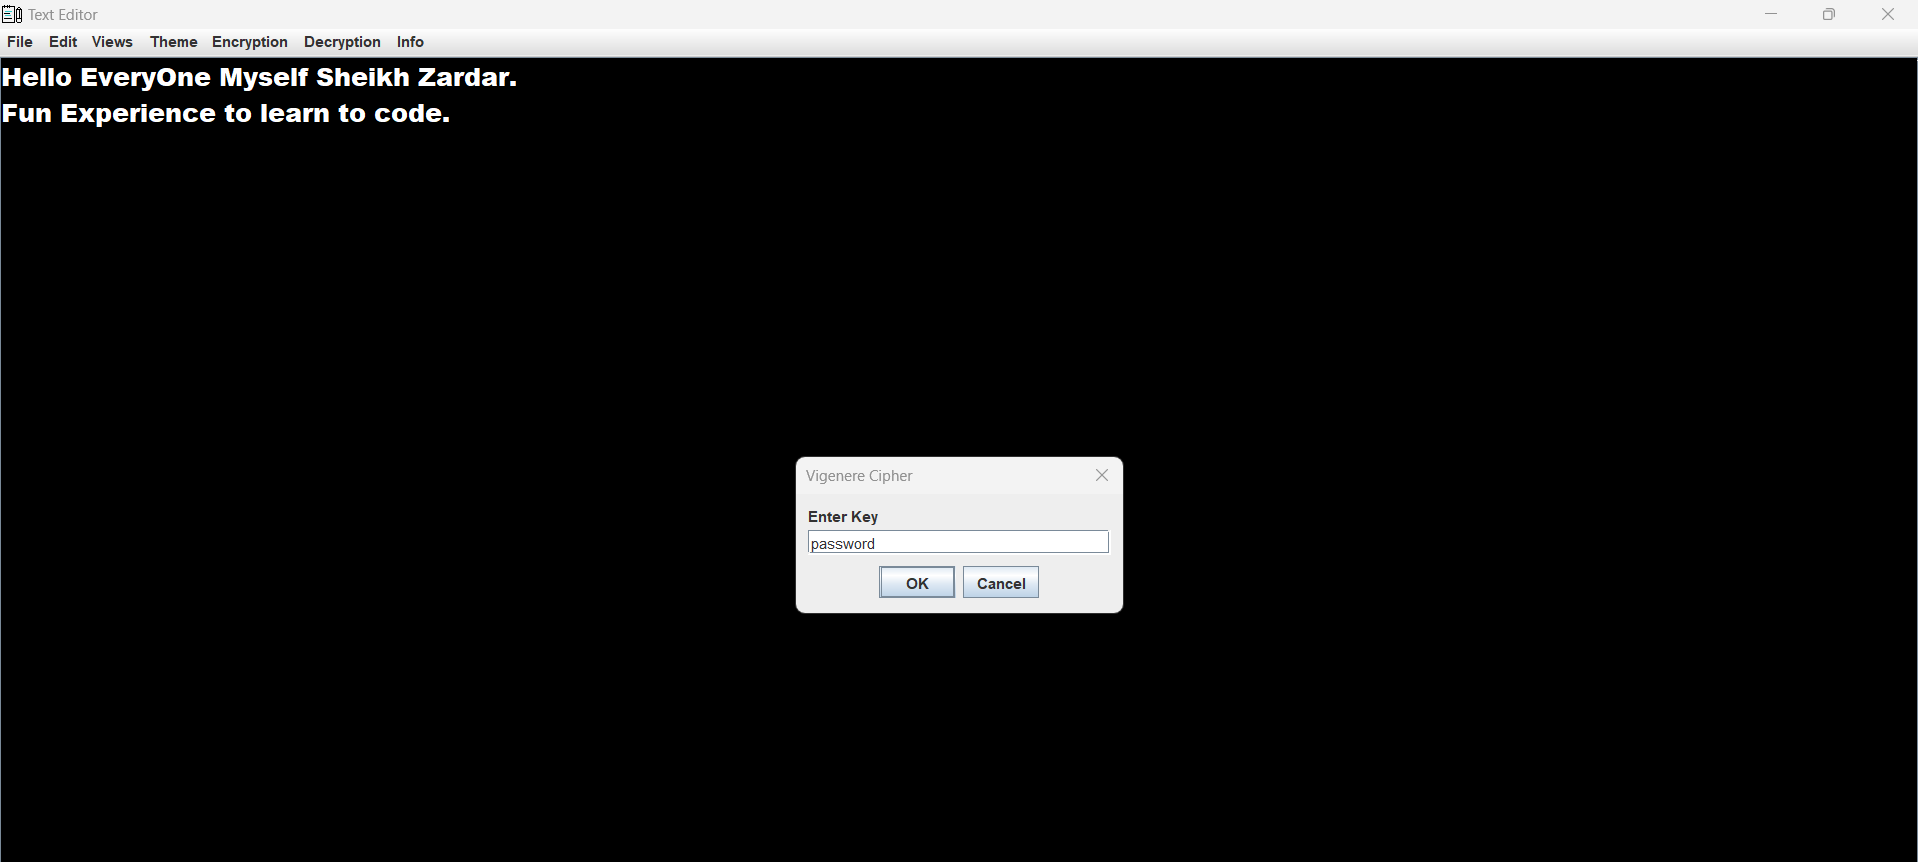 Text Editor
File Edit Views Theme Encryption Decryption Info
Hello EveryOne Myself Sheikh Zardar.
Fun Experience to learn to code.
Vigenere Cipher
Enter Key
password
OK Cancel